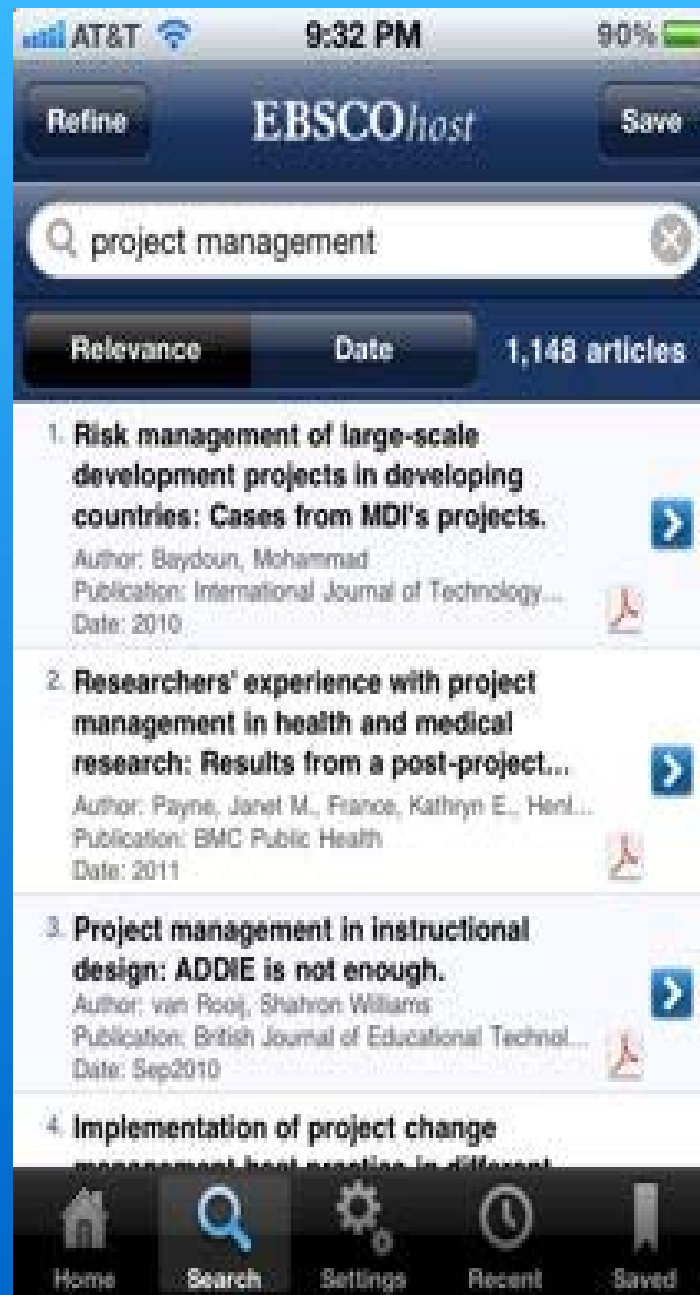 AT&T 9:32 PM 90%
Refine EBSCOhost Save
project management
Relevance Date 1,148 articles
1. Risk management of large-scale
development projects in developing
countries: Cases from MDI's projects.
Author: Baydoun, Mohammad
Publication: International Journal of Technology...
Date: 2010
2. Researchers' experience with project
management in health and medical
research: Results from a post-project...
Author: Payne, Janet M., France, Kathryn E., Henl...
Publication: BMC Public Health
Date: 2011
3. Project management in instructional
design: ADDIE is not enough.
Author: van Rooij, Shahron Williams
Publication: British Journal of Educational Technol...
Date: Sep2010
4. Implementation of project change
management best practice in different
Home Search Settings Recent Saved